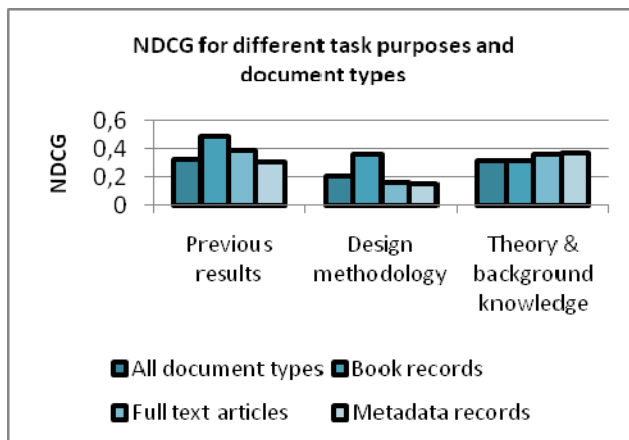 NDCG for different task purposes and
document types
NDCG
0,6
0,4
0,2
0
Previous
results
Design
methodology
Theory &
background
knowledge
All document types
Book records
Full text articles
Metadata records